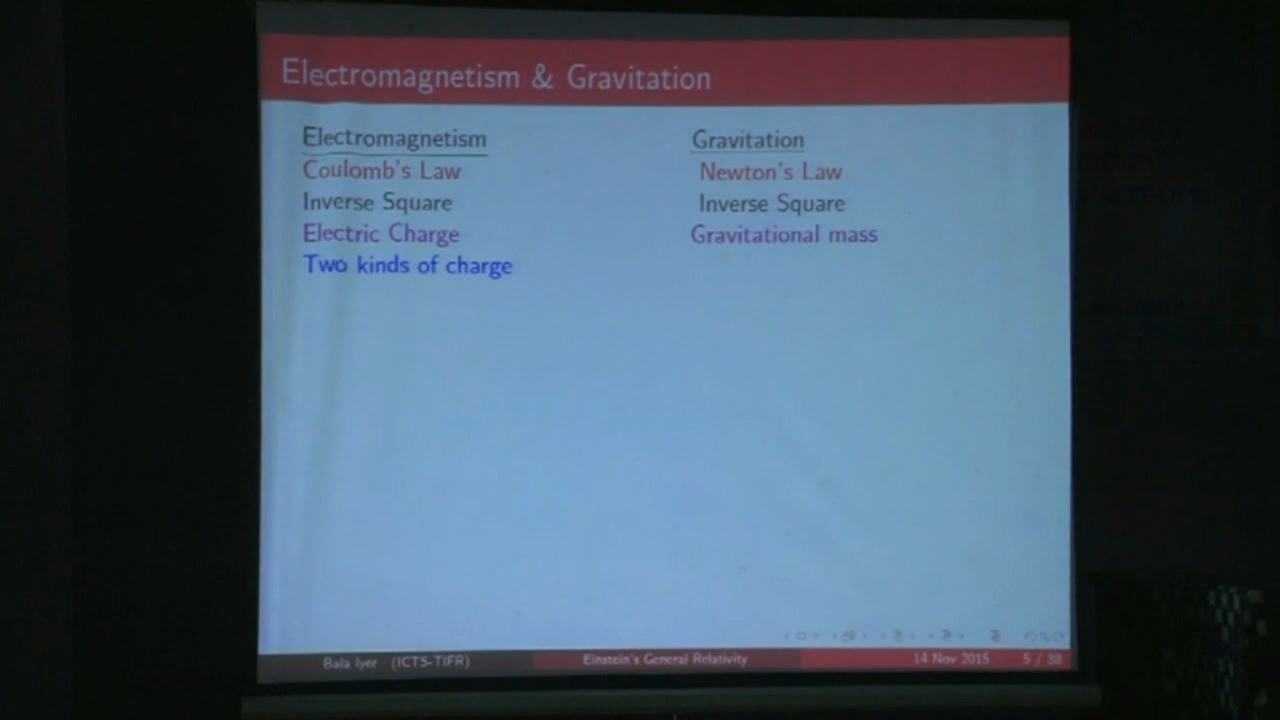 Electromagnetism & Gravitation
Electromagnetism
Gravitation
Coulomb's Law
Newton's Law
Inverse Square
Inverse Square
Electric Charge
Gravitational mass
Two kinds of charge
Bala Iyer (ICTS-TIFR)
Einstein's General Relativity
14 Nov 2015
5 / 38